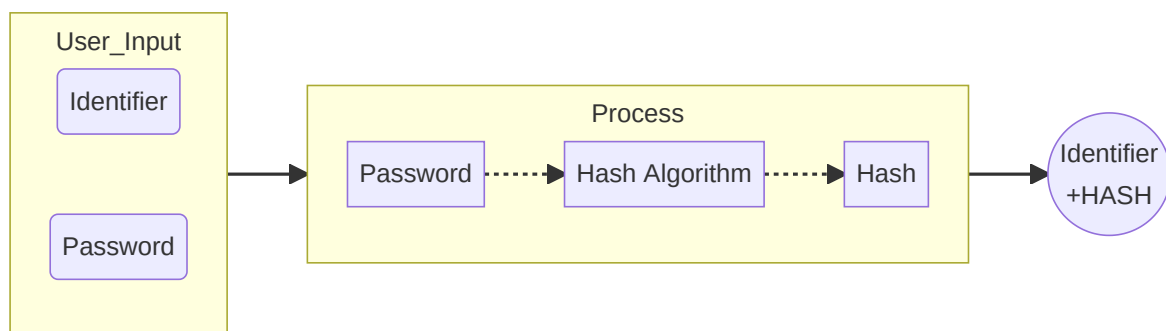 User_Input
Identifier
Password
Process
Password
Hash Algorithm
Hash
Identifier
+HASH